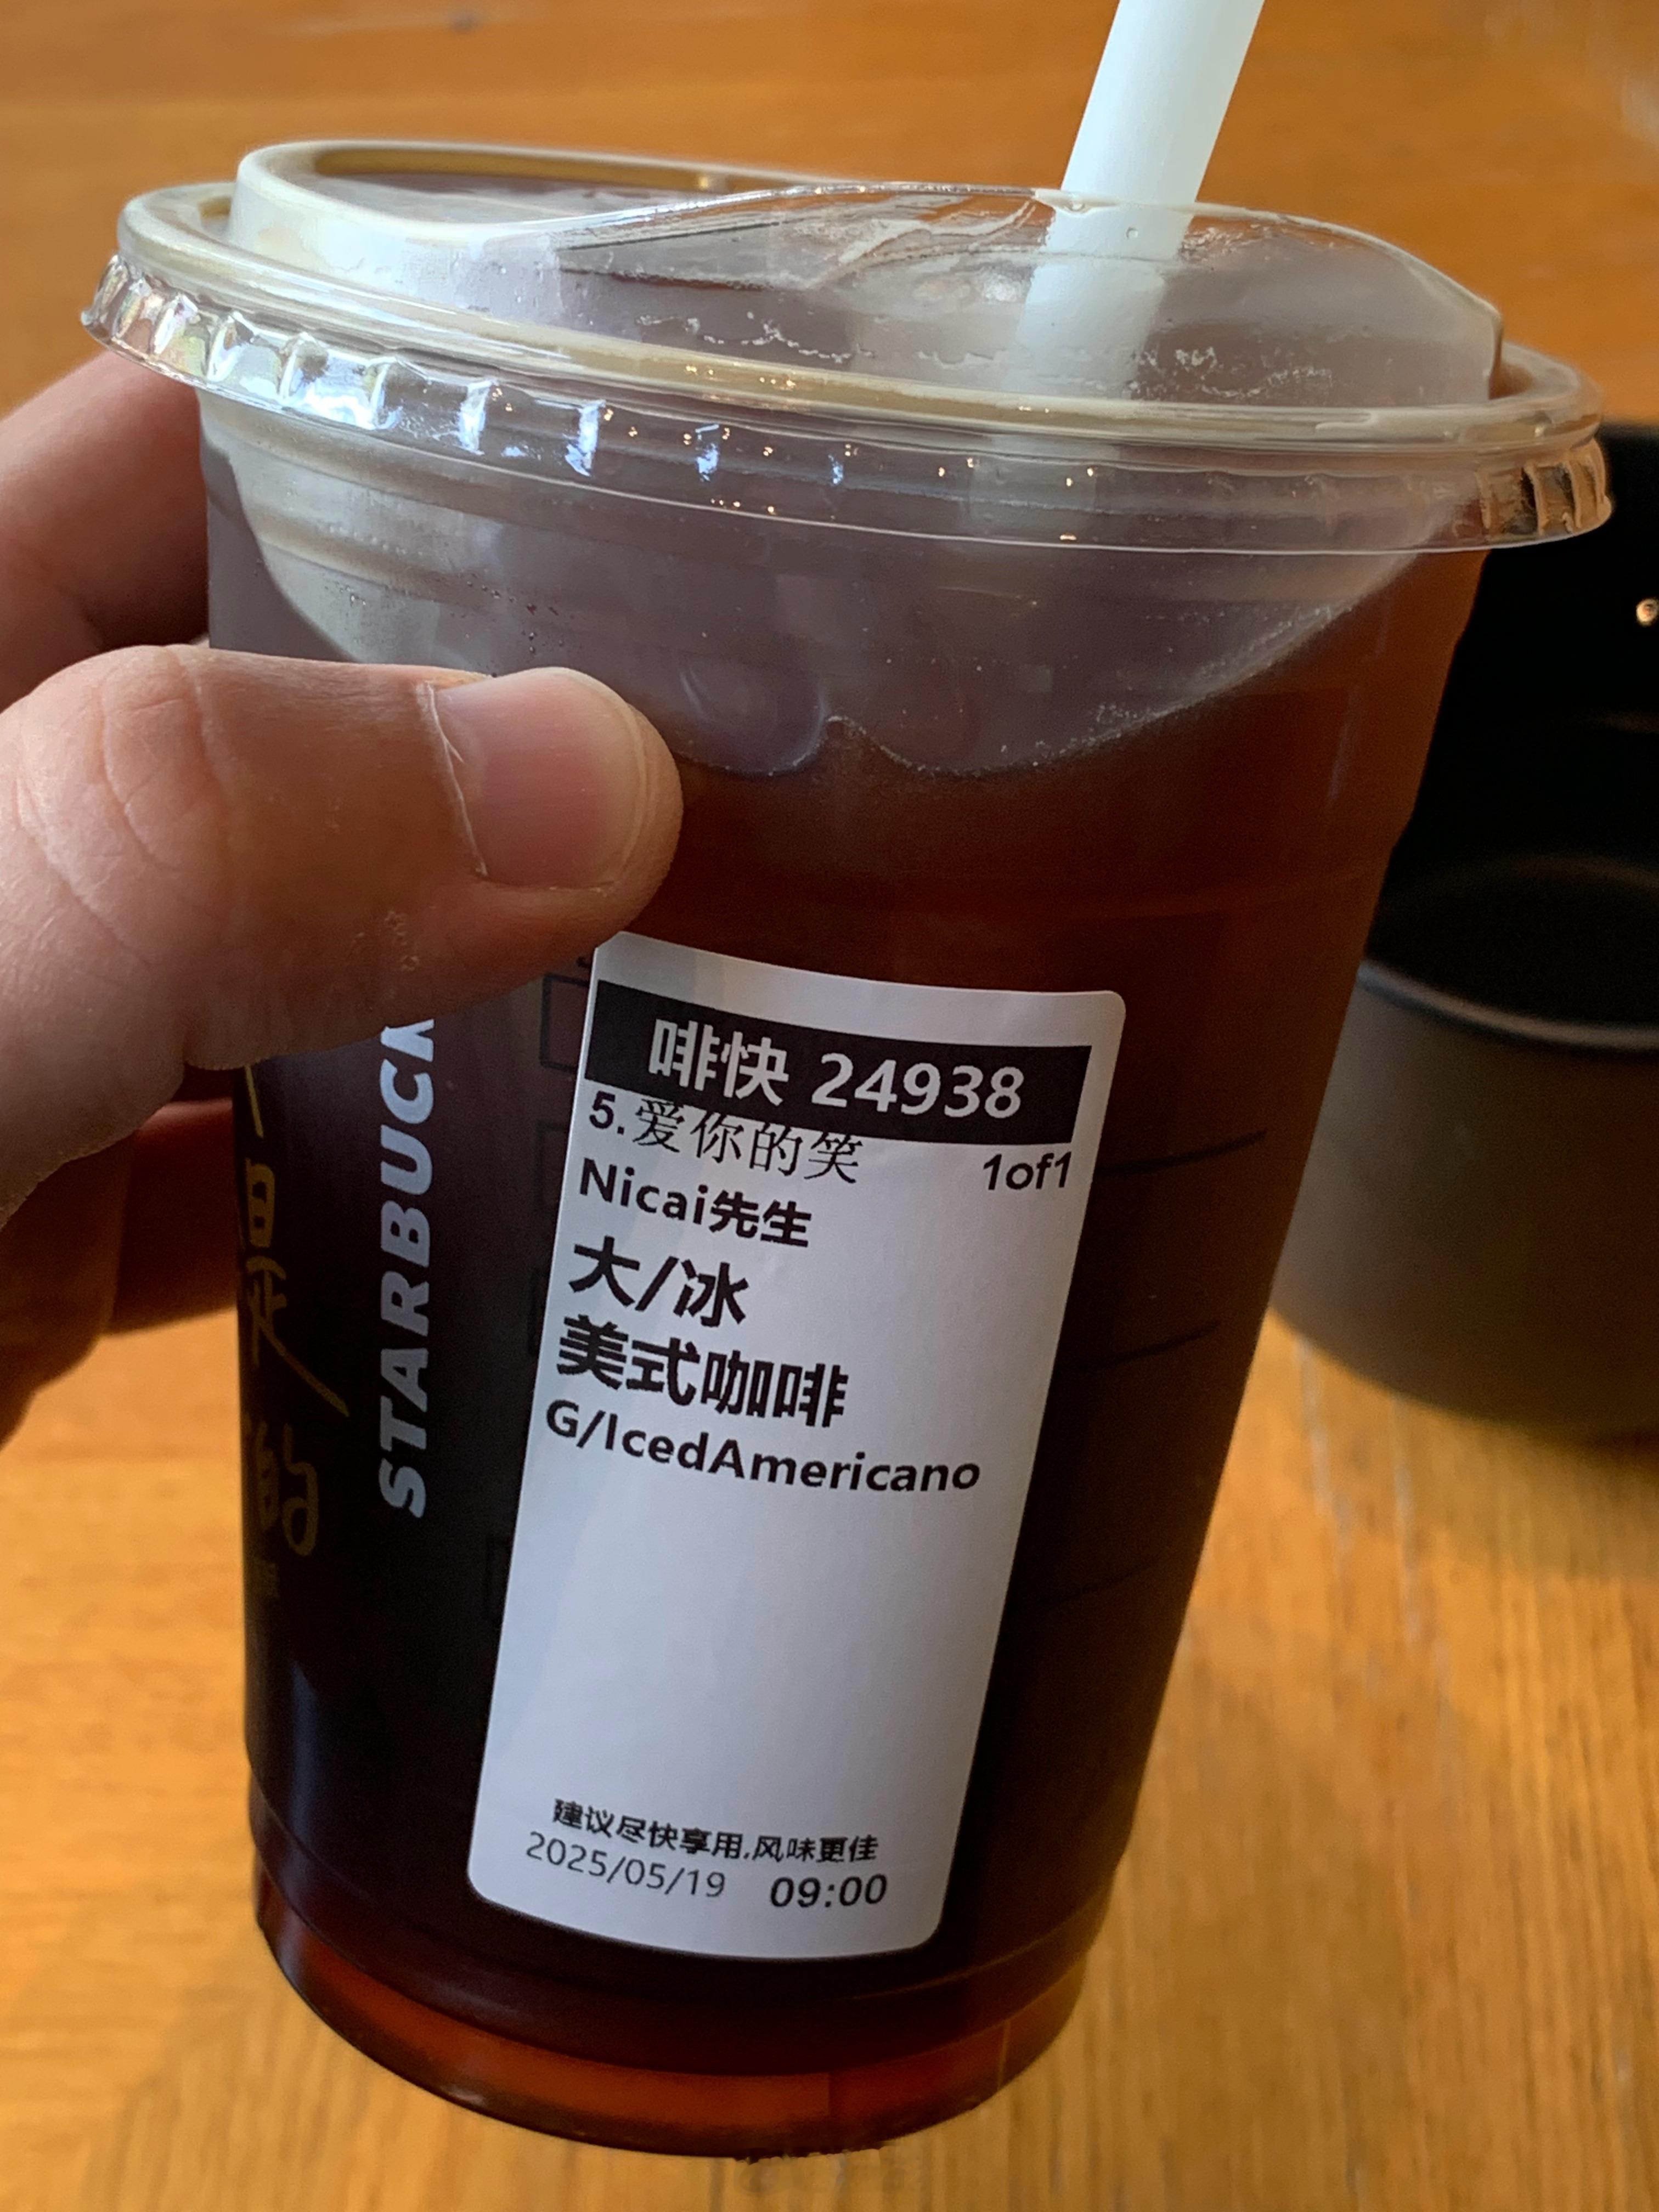 啡快 24938
5.爱你的笑
1of1
Nicai先生
大/冰
美式咖啡
G/IcedAmericano
建议尽快享用,风味更佳
2025/05/19 09:00
STARBUCK
是
的